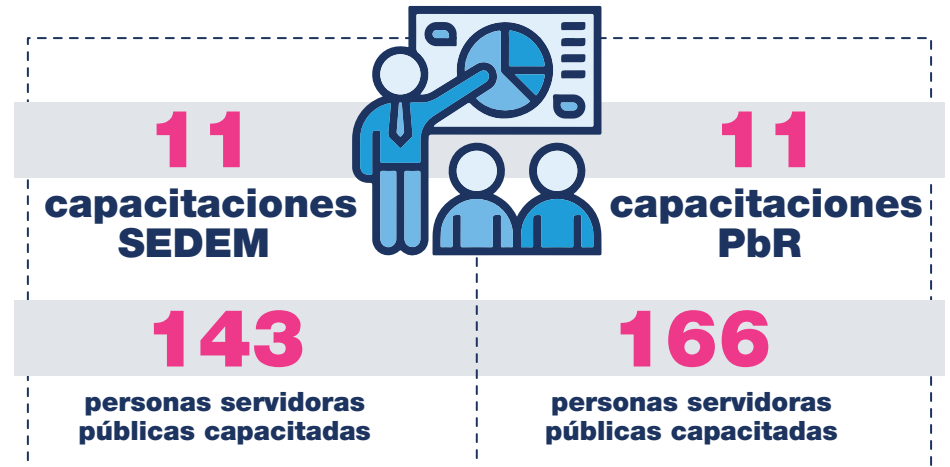 11
capacitaciones
SEDEM
143
personas servidoras
públicas capacitadas
11
capacitaciones
PbR
166
personas servidoras
públicas capacitadas